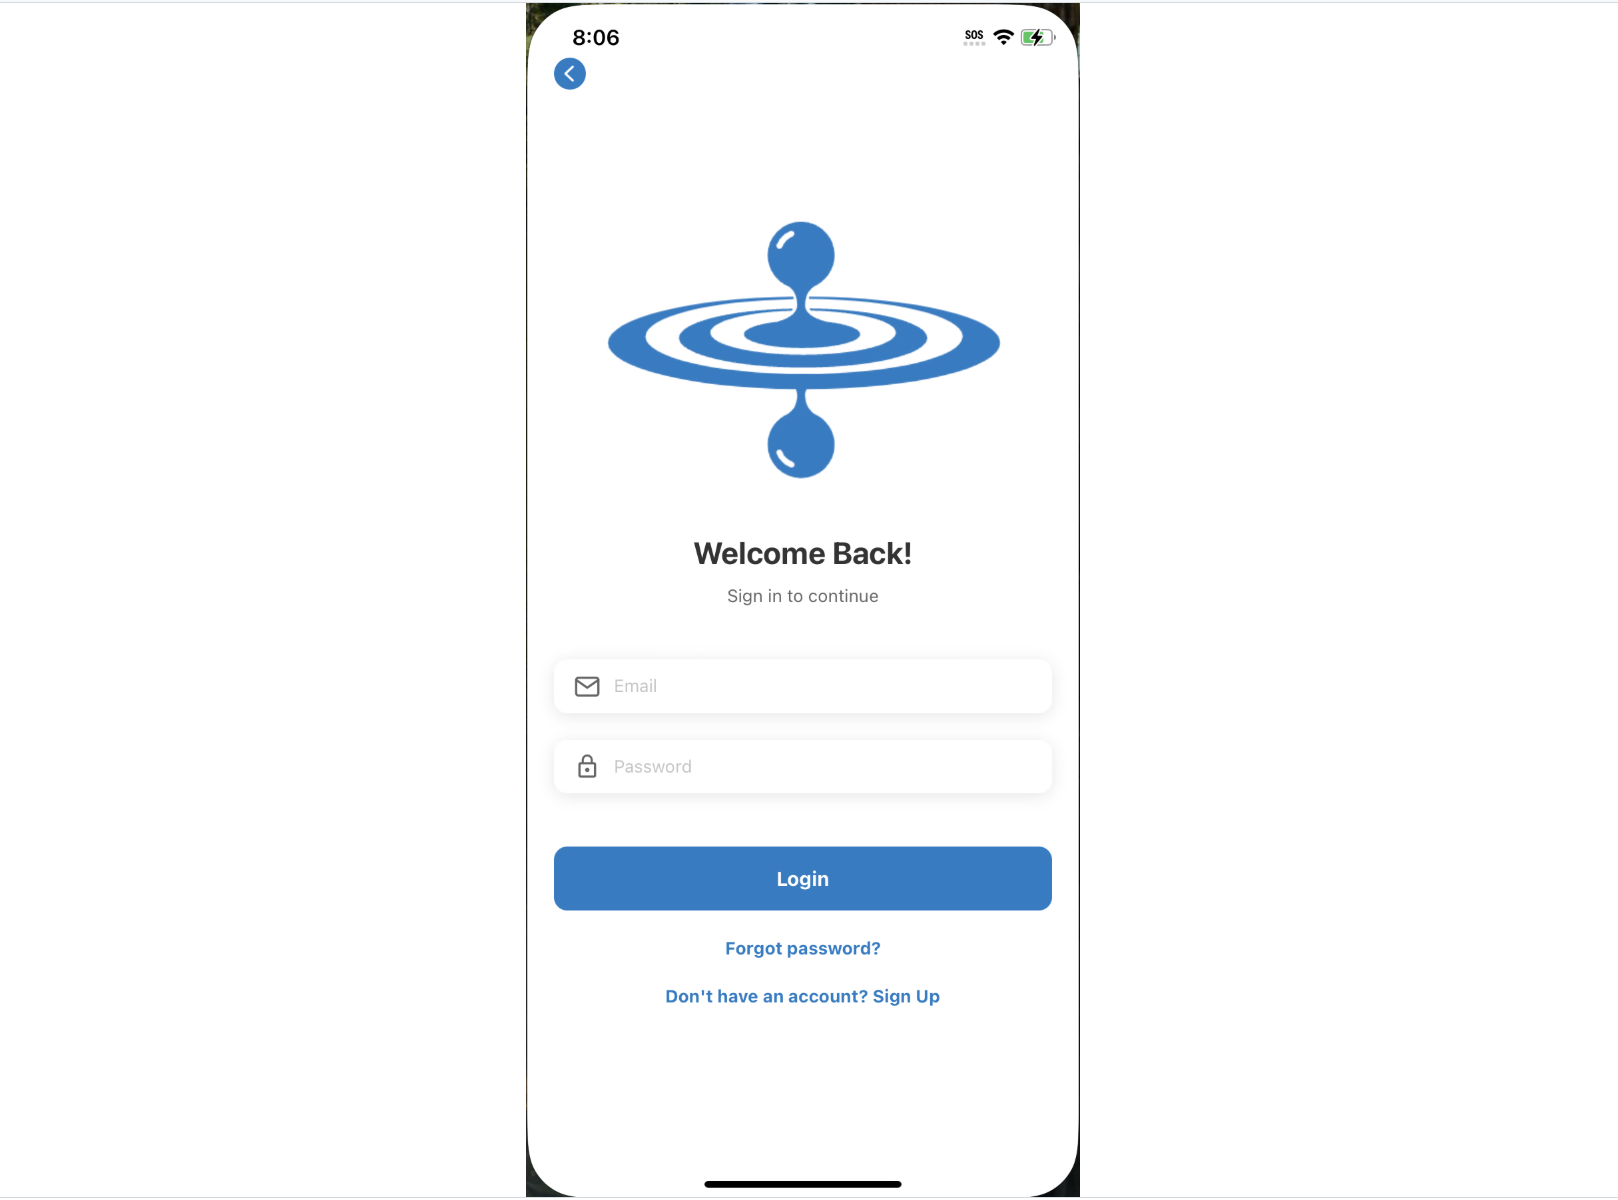 8:06
SOS
Welcome Back!
Sign in to continue
Email
Password
Login
Forgot password?
Don't have an account? Sign Up